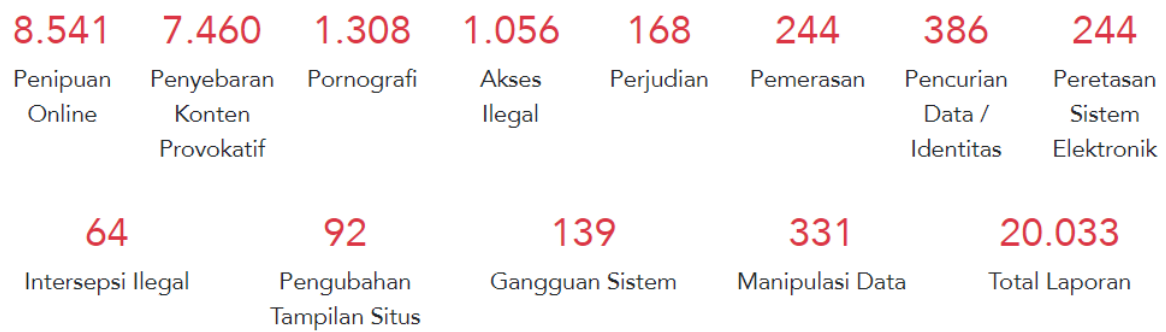 8.541 7.460 1.308 1.056 168 244 386 244
Penipuan Penyebaran Pornografi Akses Perjudian Pemerasan Pencurian Peretasan
Online Konten Ilegal Data / Sistem
Provokatif Identitas Elektronik
64 92 139 331 20.033
Intersepsi Ilegal Pengubahan Gangguan Sistem Manipulasi Data Total Laporan
Tampilan Situs